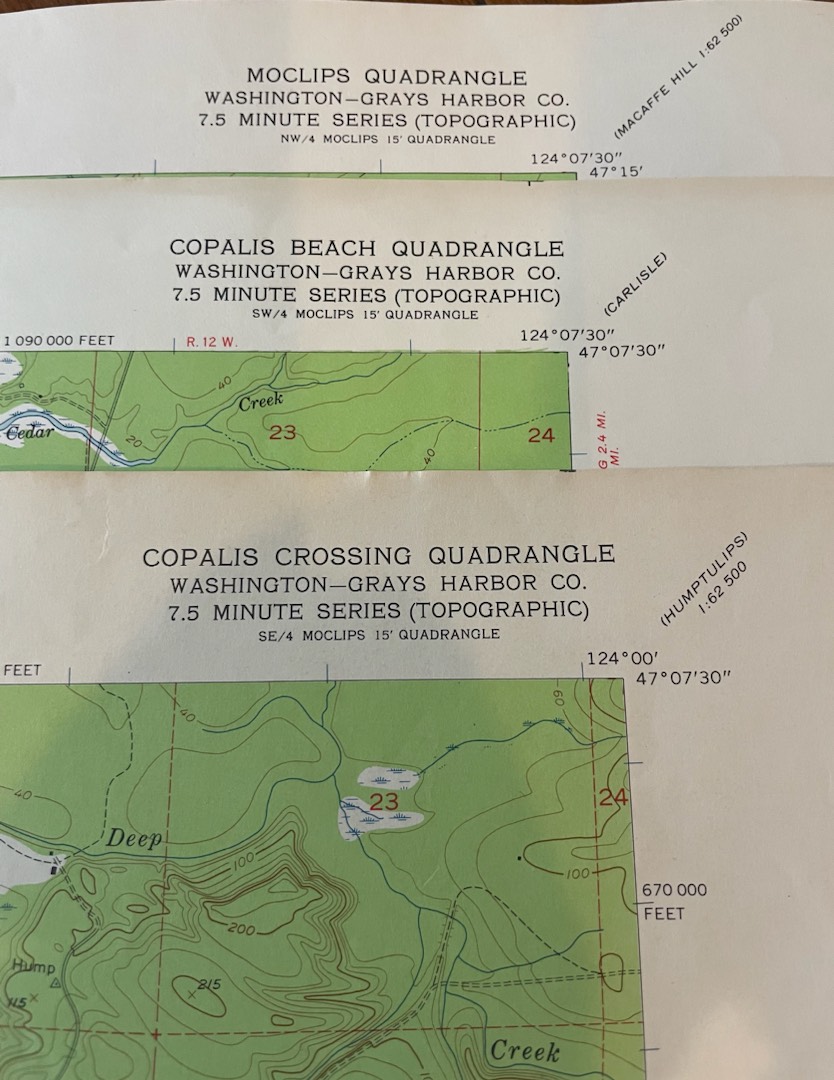 MOCLIPS QUADRANGLE
WASHINGTON—GRAYS HARBOR CO.
7.5 MINUTE SERIES (TOPOGRAPHIC)
NW/4 MOCLIPS 15' QUADRANGLE
(MACAFFE HILL 1:62 500)
124°07'30"
47°15'
COPALIS BEACH QUADRANGLE
WASHINGTON—GRAYS HARBOR CO.
7.5 MINUTE SERIES (TOPOGRAPHIC)
SW/4 MOCLIPS 15' QUADRANGLE
(CARLISLE)
1 090 000 FEET
R. 12 W.
124°07'30"
47°07'30"
40
Creek
Cedar
20
23
40
24
G 2.4 MI.
MI.
COPALIS CROSSING QUADRANGLE
WASHINGTON—GRAYS HARBOR CO.
7.5 MINUTE SERIES (TOPOGRAPHIC)
SE/4 MOCLIPS 15' QUADRANGLE
(HUMPTULIPS)
1:62 500
FEET
124°00'
47°07'30"
40
60
40
23
24
Deep
100
100
670 000
FEET
200
Hump
215
115
Creek